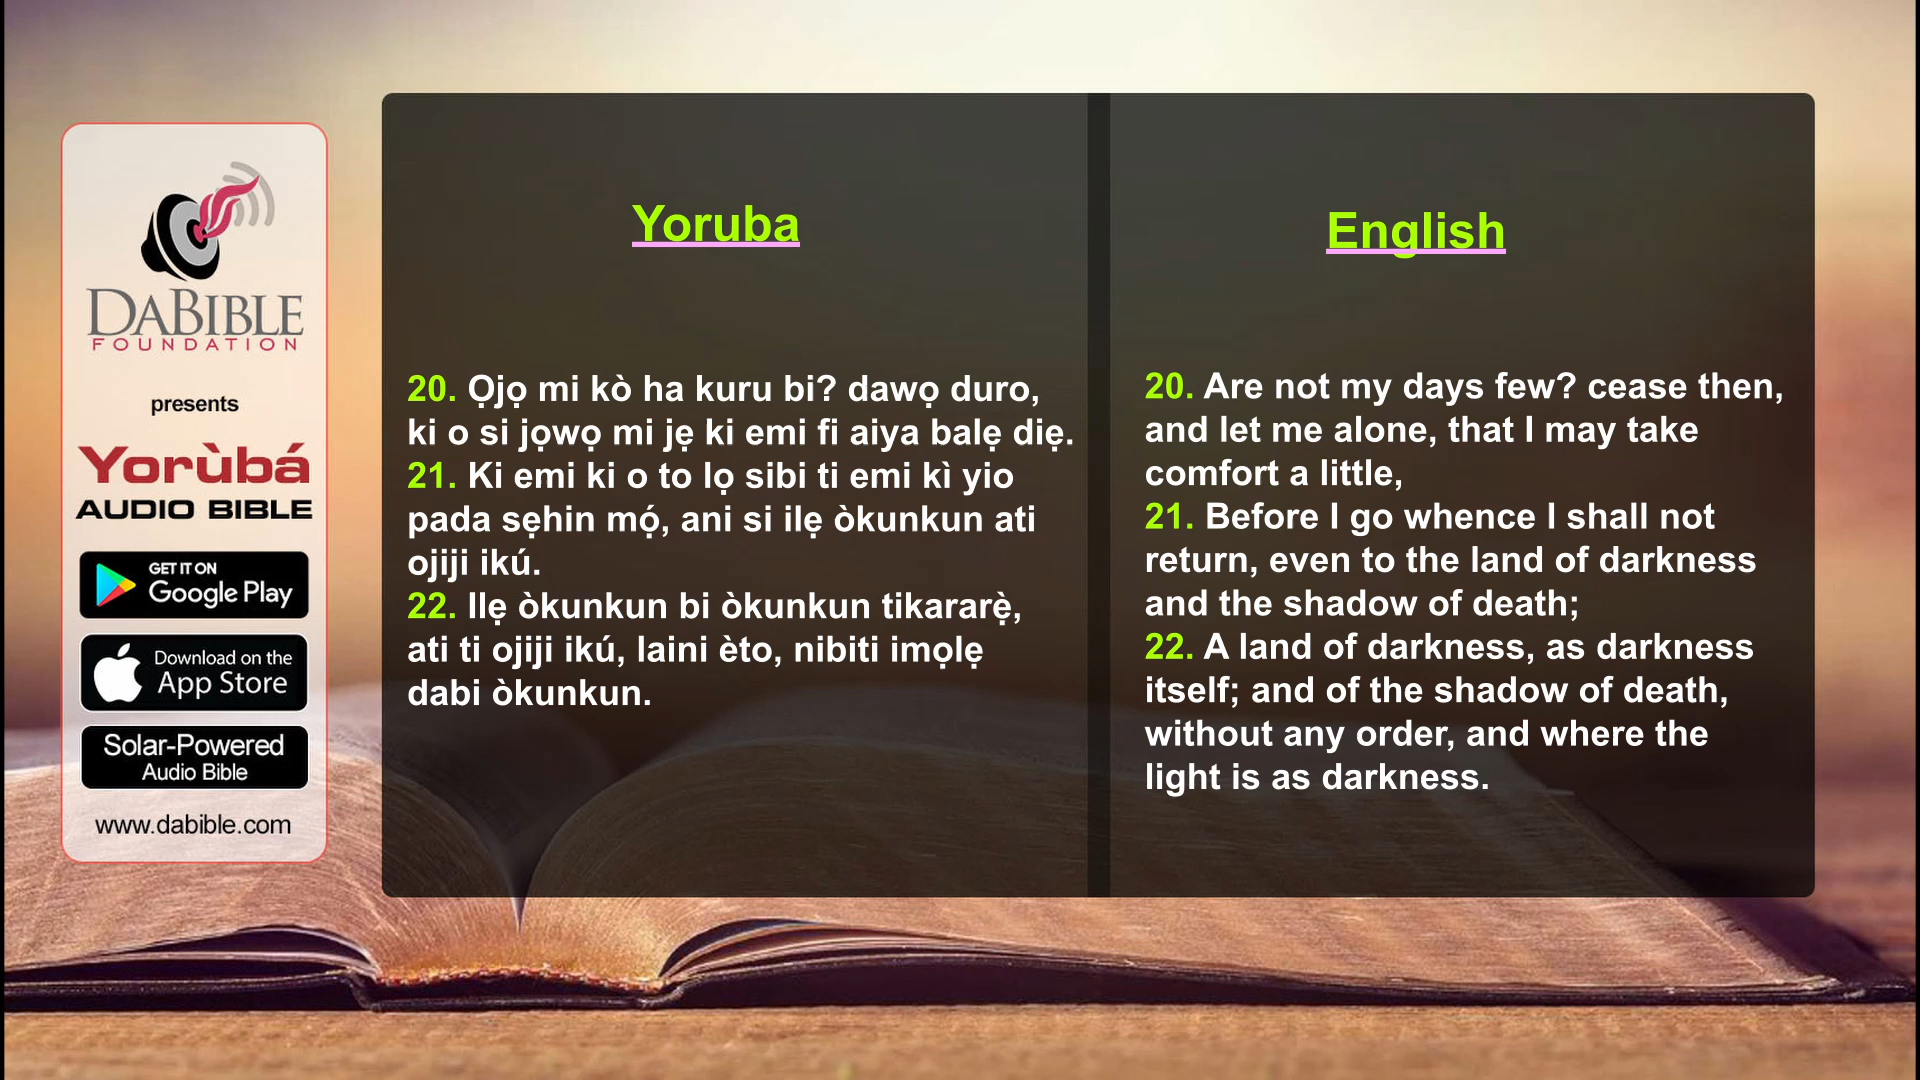 DABIBLE
FOUNDATION
presents
Yorùbá
AUDIO BIBLE
GET IT ON
Google Play
Download on the
App Store
Solar-Powered
Audio Bible
www.dabible.com
Yoruba
20. Ọjọ mi kò ha kuru bi? dawọ duro,
ki o si jọwọ mi jẹ ki emi fi aiya balẹ diẹ.
21. Ki emi ki o to lọ sibi ti emi kì yio
pada sẹhin mọ́, ani si ilẹ òkunkun ati
ojiji ikú.
22. Ilẹ òkunkun bi òkunkun tikararẹ̀,
ati ti ojiji ikú, laini èto, nibiti imọlẹ
dabi òkunkun.
English
20. Are not my days few? cease then,
and let me alone, that I may take
comfort a little,
21. Before I go whence I shall not
return, even to the land of darkness
and the shadow of death;
22. A land of darkness, as darkness
itself; and of the shadow of death,
without any order, and where the
light is as darkness.